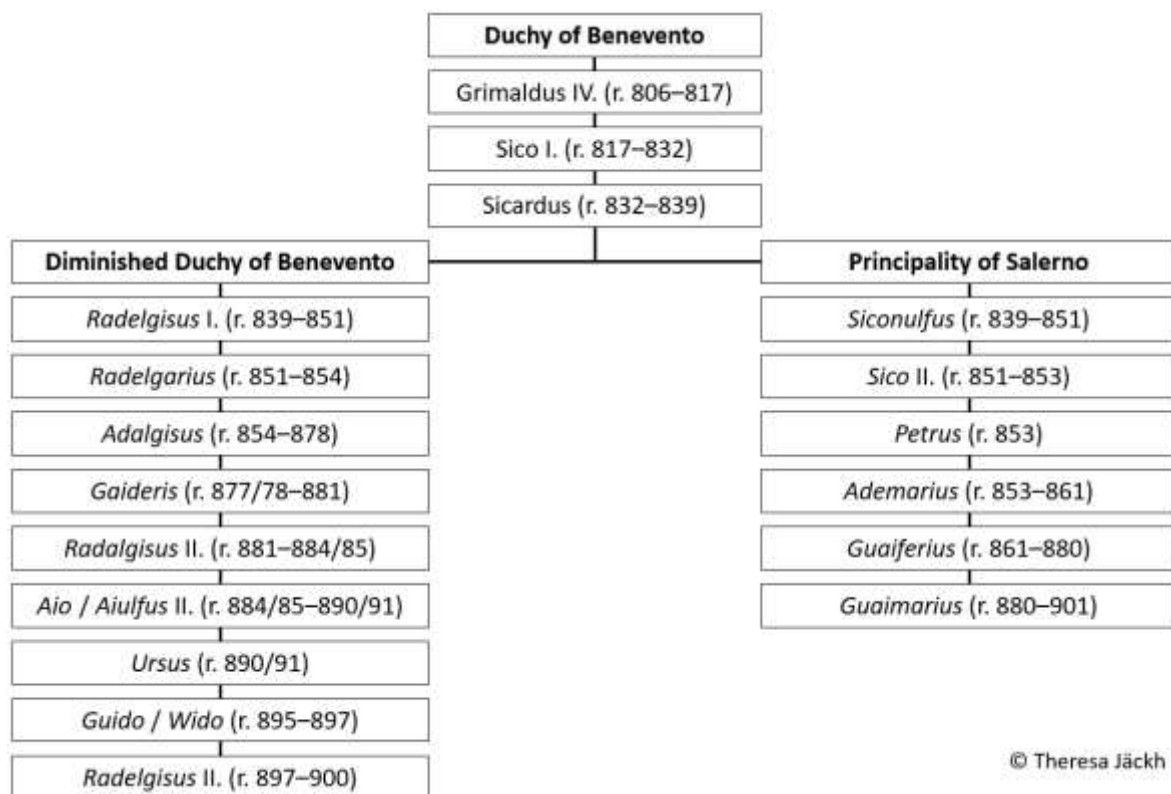 Duchy of Benevento
Grimaldus IV. (r. 806–817)
Sico I. (r. 817–832)
Sicardus (r. 832–839)
Diminished Duchy of Benevento
Radelgisus I. (r. 839–851)
Radelgarius (r. 851–854)
Adalgisus (r. 854–878)
Gaideris (r. 877/78–881)
Radalgisus II. (r. 881–884/85)
Aio / Aiulfus II. (r. 884/85–890/91)
Ursus (r. 890/91)
Guido / Wido (r. 895–897)
Radelgisus II. (r. 897–900)
Principality of Salerno
Siconulfus (r. 839–851)
Sico II. (r. 851–853)
Petrus (r. 853)
Ademarius (r. 853–861)
Guaiferius (r. 861–880)
Guaimarius (r. 880–901)
© Theresa Jäckh